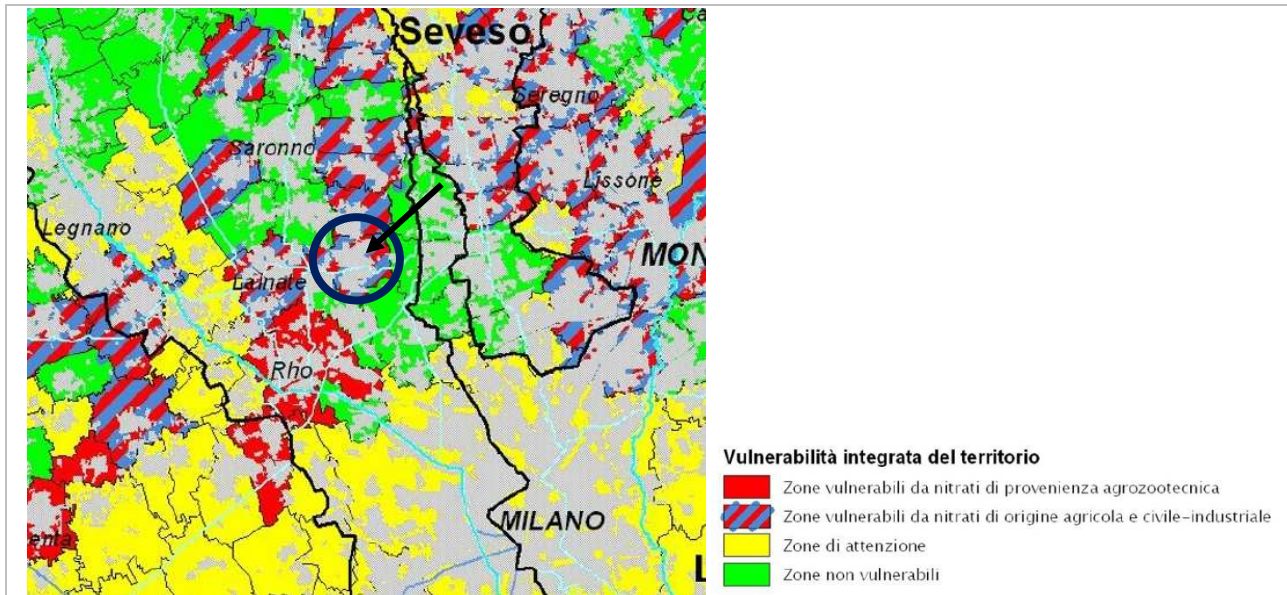 Seveso
Seregno
Saronno
Lissone
Legnano
MON
Lainate
Rho
MILANO
enta
L
Vulnerabilità integrata del territorio
Zone vulnerabili da nitrati di provenienza agrozootecnica
Zone vulnerabili da nitrati di origine agricola e civile-industriale
Zone di attenzione
Zone non vulnerabili